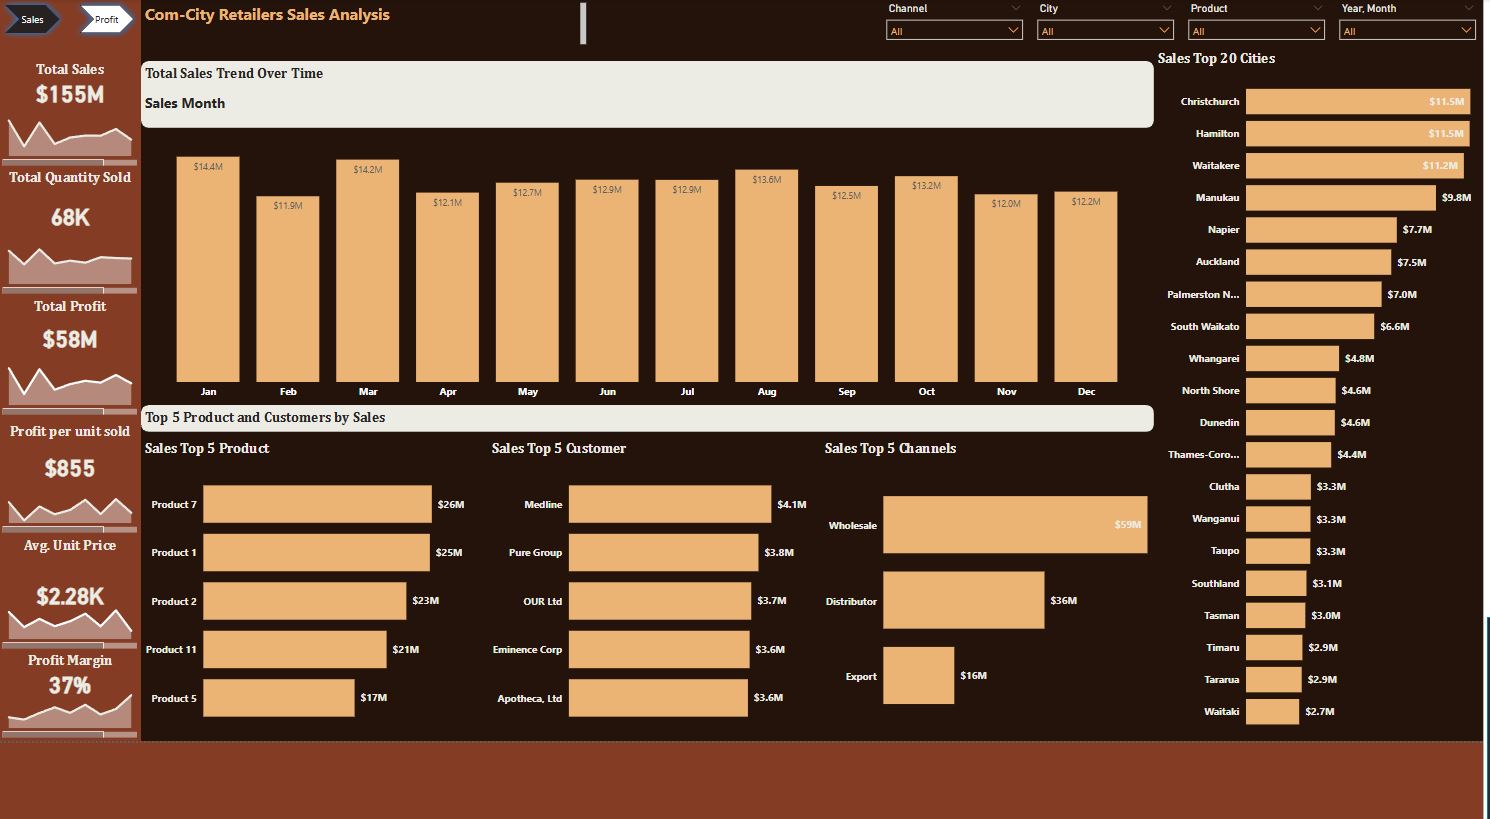 Sales
Profit
Com-City Retailers Sales Analysis
Channel
All
City
All
Product
All
Year, Month
All
Total Sales
$155M
Total Quantity Sold
68K
Total Profit
$58M
Profit per unit sold
$855
Avg. Unit Price
$2.28K
Profit Margin
37%
Total Sales Trend Over Time
Sales Month
$14.4M
$11.9M
$14.2M
$12.1M
$12.7M
$12.9M
$12.9M
$13.6M
$12.5M
$13.2M
$12.0M
$12.2M
Jan
Feb
Mar
Apr
May
Jun
Jul
Aug
Sep
Oct
Nov
Dec
Top 5 Product and Customers by Sales
Sales Top 5 Product
Product 7 $26M
Product 1 $25M
Product 2 $23M
Product 11 $21M
Product 5 $17M
Sales Top 5 Customer
Medline $4.1M
Pure Group $3.8M
OUR Ltd $3.7M
Eminence Corp $3.6M
Apotheca, Ltd $3.6M
Sales Top 5 Channels
Wholesale $59M
Distributor $36M
Export $16M
Sales Top 20 Cities
Christchurch $11.5M
Hamilton $11.5M
Waitakere $11.2M
Manukau $9.8M
Napier $7.7M
Auckland $7.5M
Palmerston N... $7.0M
South Waikato $6.6M
Whangarei $4.8M
North Shore $4.6M
Dunedin $4.6M
Thames-Coro... $4.4M
Clutha $3.3M
Wanganui $3.3M
Taupo $3.3M
Southland $3.1M
Tasman $3.0M
Timaru $2.9M
Tararua $2.9M
Waitaki $2.7M